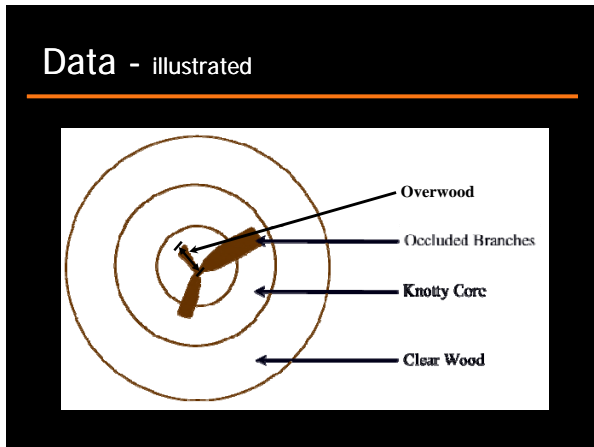 Data - illustrated
Overwood
Occluded Branches
Knotty Core
Clear Wood